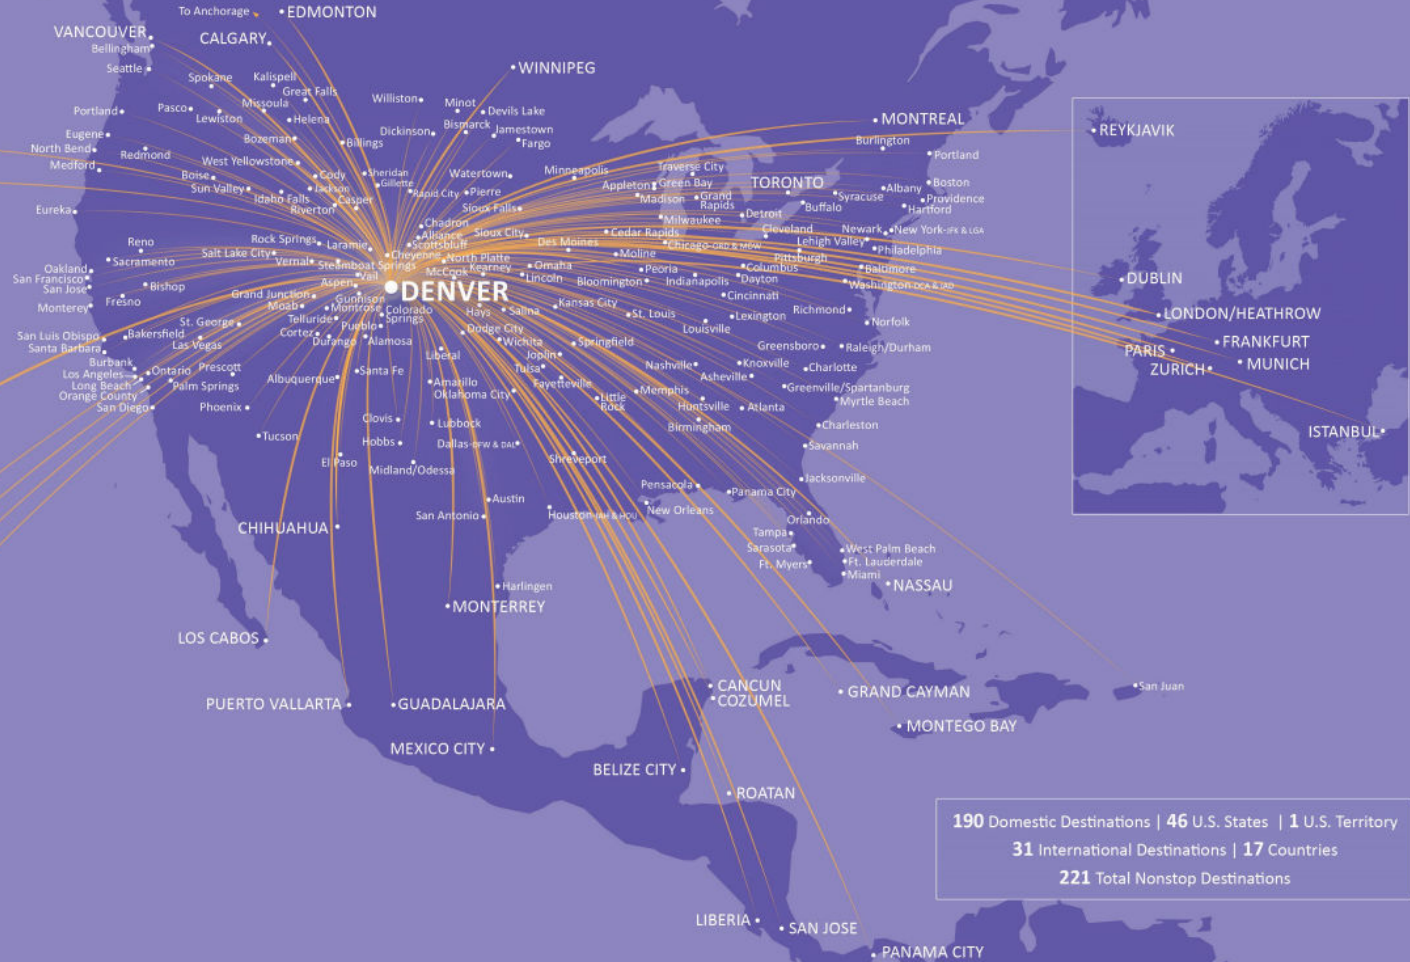 To Anchorage
EDMONTON
VANCOUVER
CALGARY
Bellingham
Seattle
WINNIPEG
Spokane
Kalispell
Great Falls
Williston
Minot
Missoula
Portland
Pasco
Lewiston
Helena
Devils Lake
Bismarck
Jamestown
Dickinson
Fargo
MONTREAL
REYKJAVIK
Eugene
Bozeman
Billings
Burlington
North Bend
Redmond
West Yellowstone
Portland
Medford
Boise
Cody
Sheridan
Watertown
Minneapolis
Traverse City
Sun Valley
Jackson
Gillette
Appleton
Green Bay
TORONTO
Boston
Idaho Falls
Casper
Rapid City
Pierre
Madison
Grand
Rapids
Syracuse
Albany
Providence
Eureka
Riverton
Sioux Falls
Buffalo
Hartford
Milwaukee
Detroit
Chadron
Alliance
Sioux City
Cedar Rapids
Cleveland
Newark
New York-JFK & LGA
Reno
Rock Springs
Laramie
Scottsbluff
Des Moines
Chicago-ORD & MDW
Lehigh Valley
Philadelphia
Salt Lake City
Cheyenne
North Platte
Moline
Pittsburgh
Sacramento
Vernal
Steamboat Springs
Kearney
Omaha
Peoria
Columbus
Baltimore
Oakland
Vail
McCook
Lincoln
San Francisco
Aspen
Bloomington
Indianapolis
Dayton
Washington-DCA & IAD
DUBLIN
San Jose
Bishop
DENVER
Grand Junction
Gunnison
Cincinnati
Monterey
Fresno
Moab
Montrose
Colorado
Springs
Hays
Salina
Kansas City
St. Louis
Lexington
Richmond
LONDON/HEATHROW
St. George
Telluride
Pueblo
Louisville
Norfolk
San Luis Obispo
Bakersfield
Cortez
Durango
Alamosa
Dodge City
Wichita
Springfield
FRANKFURT
Santa Barbara
Las Vegas
Liberal
Joplin
Greensboro
Raleigh/Durham
PARIS
Burbank
Ontario
Prescott
Santa Fe
Tulsa
Nashville
Knoxville
Charlotte
MUNICH
Los Angeles
Albuquerque
Amarillo
Fayetteville
Asheville
ZURICH
Long Beach
Palm Springs
Oklahoma City
Memphis
Greenville/Spartanburg
Orange County
Little
Rock
Myrtle Beach
San Diego
Phoenix
Huntsville
Atlanta
Clovis
Lubbock
Birmingham
Charleston
ISTANBUL
Tucson
Hobbs
Dallas-DFW & DAL
Savannah
El Paso
Midland/Odessa
Shreveport
Pensacola
Panama City
Jacksonville
Austin
San Antonio
Houston-IAH & HOU
New Orleans
Orlando
CHIHUAHUA
Tampa
Sarasota
West Palm Beach
Ft. Myers
Ft. Lauderdale
Miami
Harlingen
NASSAU
MONTERREY
LOS CABOS
CANCUN
San Juan
COZUMEL
GRAND CAYMAN
PUERTO VALLARTA
GUADALAJARA
MONTEGO BAY
MEXICO CITY
BELIZE CITY
ROATAN
190 Domestic Destinations | 46 U.S. States | 1 U.S. Territory
31 International Destinations | 17 Countries
221 Total Nonstop Destinations
LIBERIA
SAN JOSE
PANAMA CITY